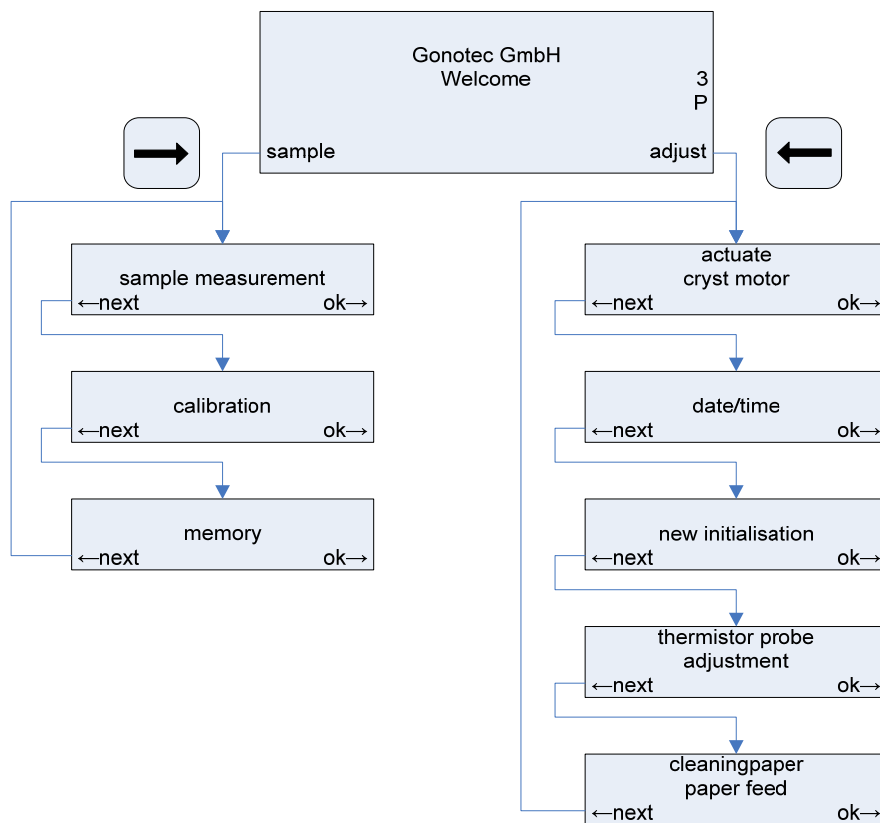 Gonotec GmbH
Welcome
3
P
sample
adjust
sample measurement
←next ok→
calibration
←next ok→
memory
←next ok→
actuate
cryst motor
←next ok→
date/time
←next ok→
new initialisation
←next ok→
thermistor probe
adjustment
←next ok→
cleaningpaper
paper feed
←next ok→